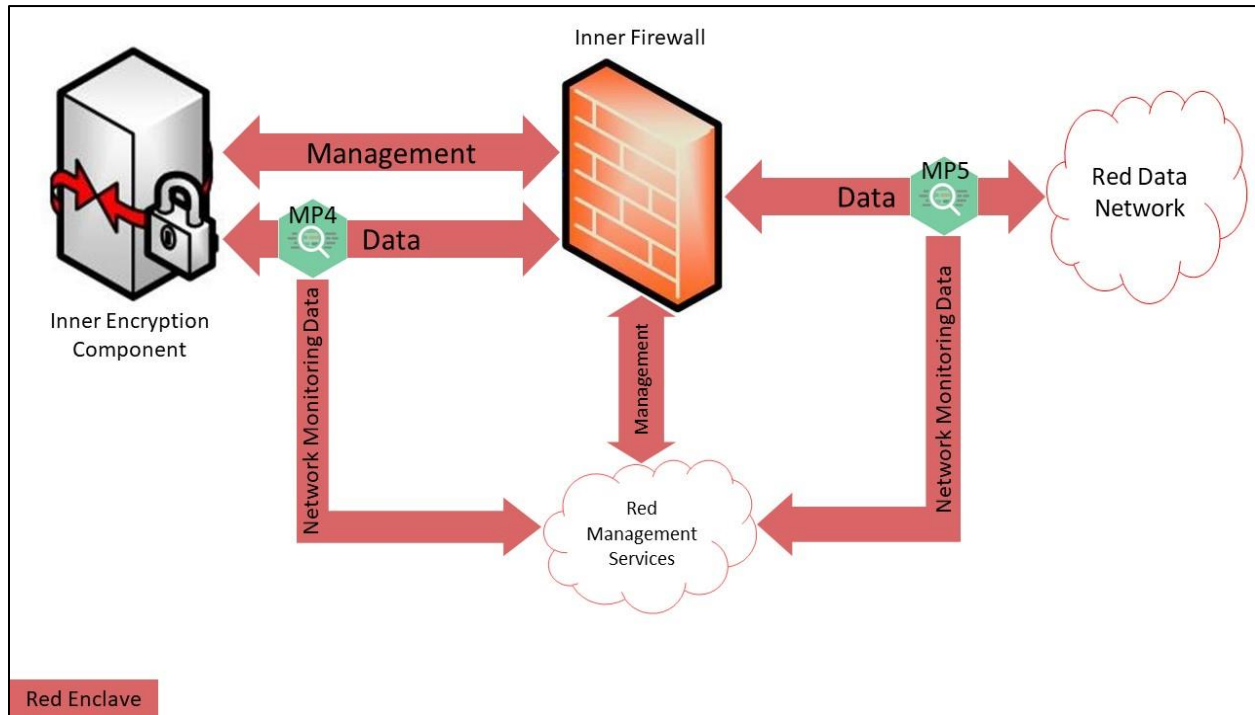 Inner Firewall
Management
MP4
Data
MP5
Data
Red Data
Network
Inner Encryption
Component
Network Monitoring Data
Management
Network Monitoring Data
Red
Management
Services
Red Enclave